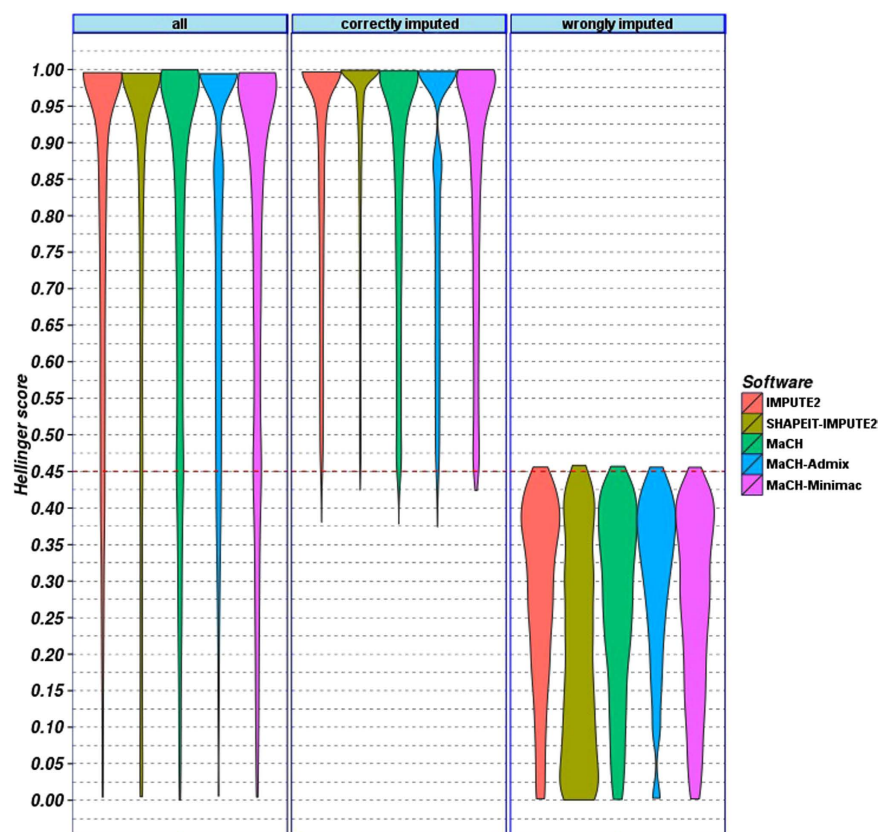 all correctly imputed wrongly imputed
1.00
0.95
0.90
0.85
0.80
0.75
0.70
0.65
0.60
0.55
0.50
0.45
0.40
0.35
0.30
0.25
0.20
0.15
0.10
0.05
0.00
Hellinger score
Software
IMPUTE2
SHAPEIT-IMPUTE2
MaCH
MaCH-Admix
MaCH-Minimac